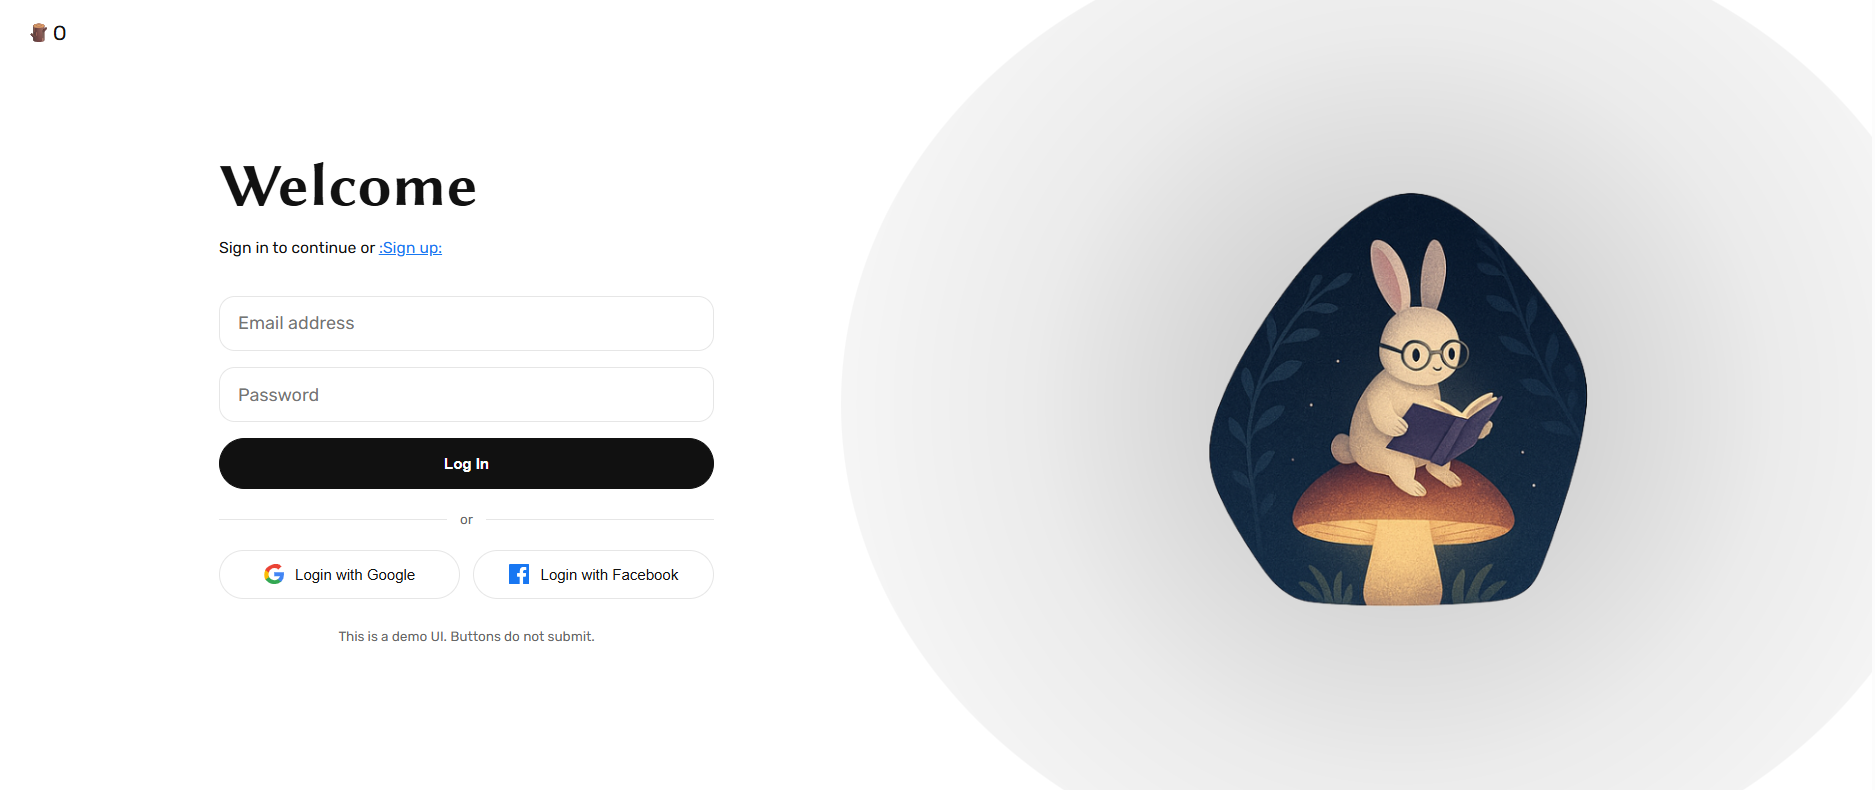 🪵 0
Welcome
Sign in to continue or :Sign up:
Email address
Password
Log In
or
Login with Google
Login with Facebook
This is a demo UI. Buttons do not submit.